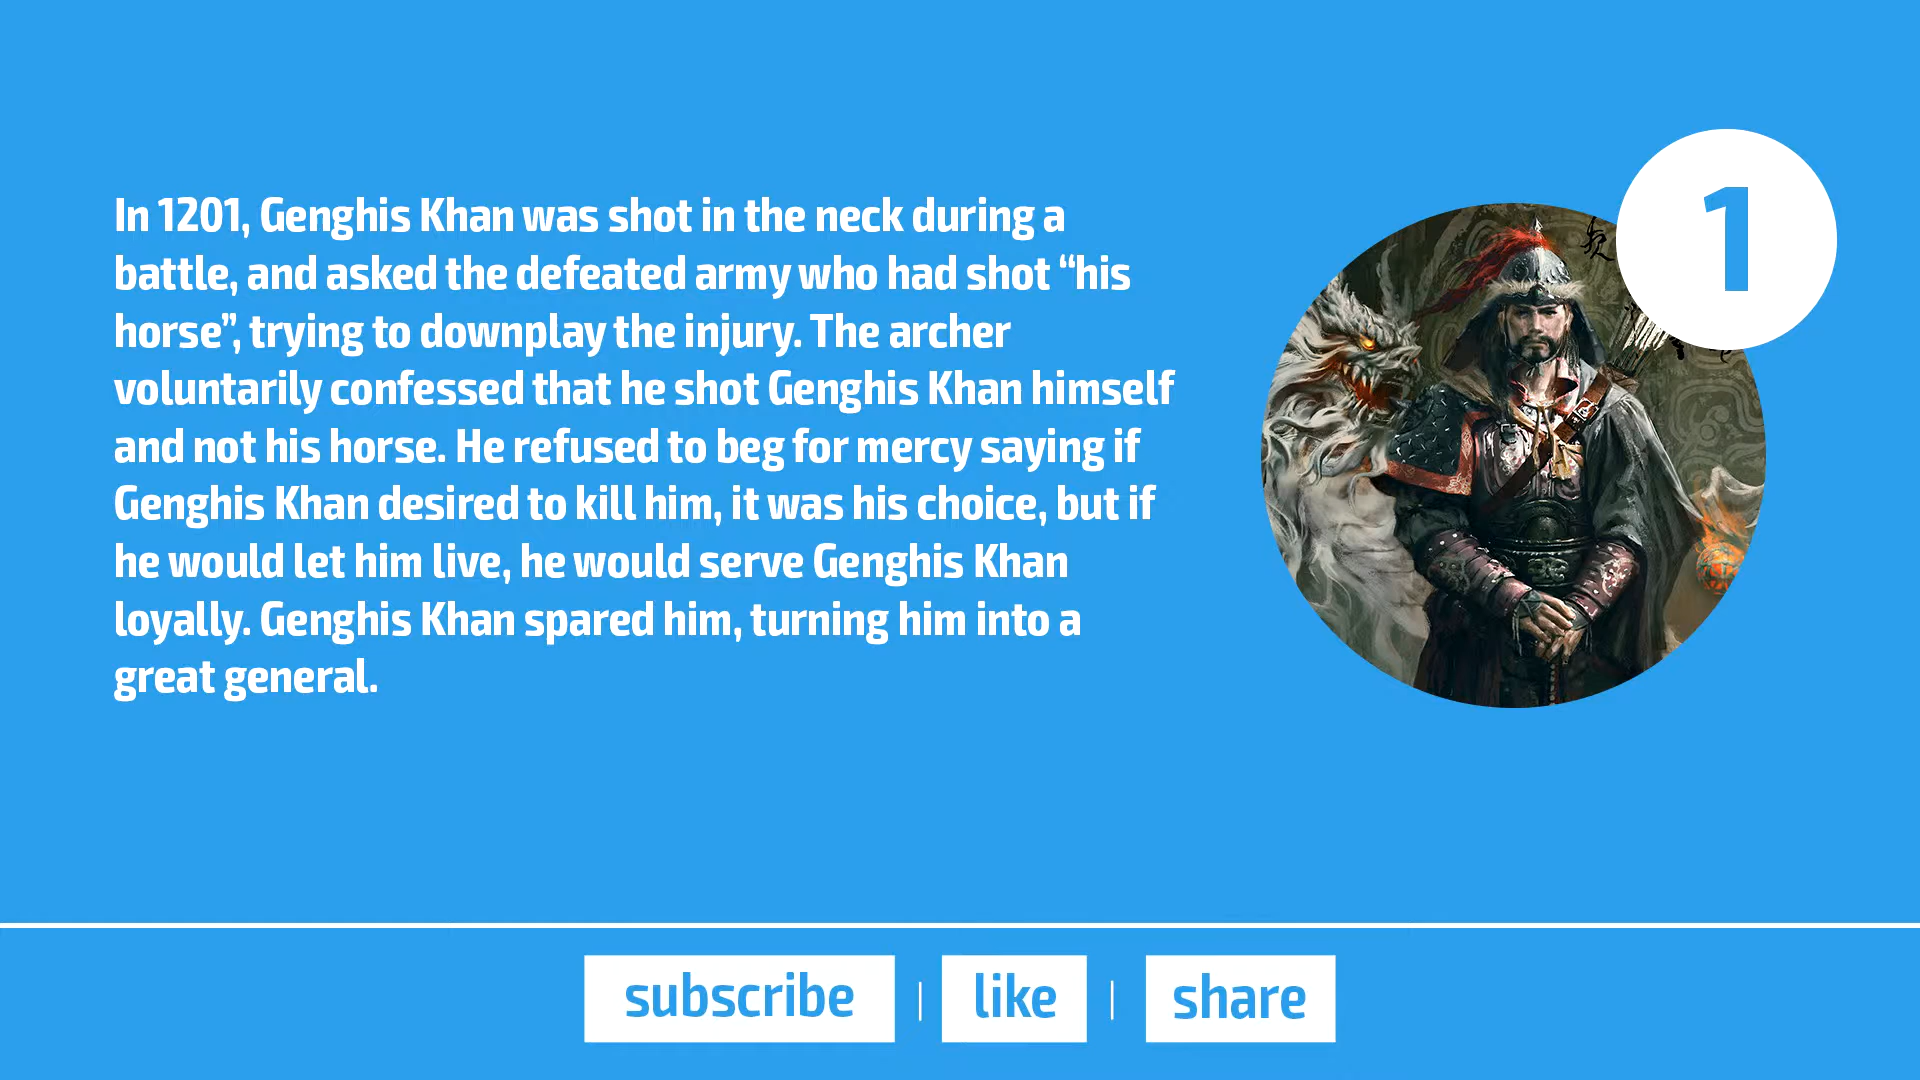 In 1201, Genghis Khan was shot in the neck during a
battle, and asked the defeated army who had shot “his
horse”, trying to downplay the injury. The archer
voluntarily confessed that he shot Genghis Khan himself
and not his horse. He refused to beg for mercy saying if
Genghis Khan desired to kill him, it was his choice, but if
he would let him live, he would serve Genghis Khan
loyally. Genghis Khan spared him, turning him into a
great general.
1
subscribe | like | share